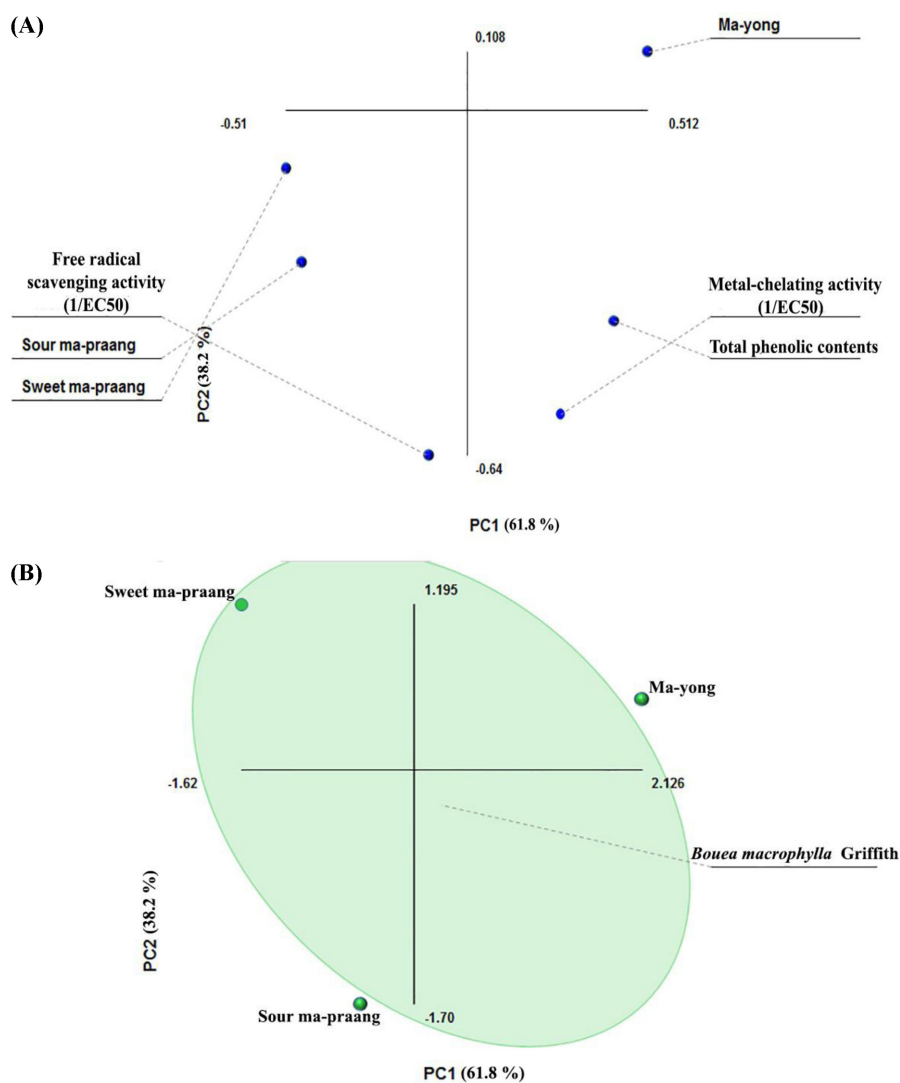 (A)
0.108
Ma-yong
-0.51
0.512
Free radical
scavenging activity
(1/EC50)
Sour ma-praang
Sweet ma-praang
PC2 (38.2 %)
Metal-chelating activity
(1/EC50)
Total phenolic contents
-0.64
PC1 (61.8 %)
(B)
Sweet ma-praang
1.195
Ma-yong
-1.62
2.126
Bouea macrophylla Griffith
PC2 (38.2 %)
Sour ma-praang
-1.70
PC1 (61.8 %)